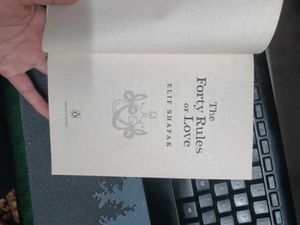 The
Forty Rules
of Love
ELIF SHAFAK